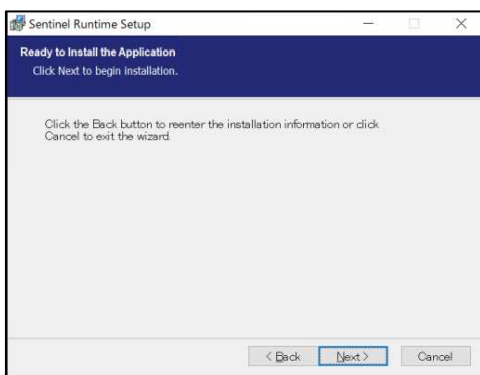 Sentinel Runtime Setup
Ready to Install the Application
Click Next to begin installation.
Click the Back button to reenter the installation information or click
Cancel to exit the wizard.
< Back
Next >
Cancel